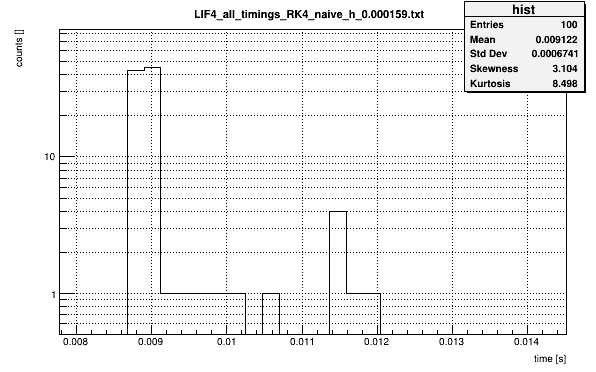 LIF4_all_timings_RK4_naive_h_0.000159.txt
hist
Entries 100
Mean 0.009122
Std Dev 0.0006741
Skewness 3.104
Kurtosis 8.498
counts []
10
1
0.008 0.009 0.01 0.011 0.012 0.013 0.014
time [s]